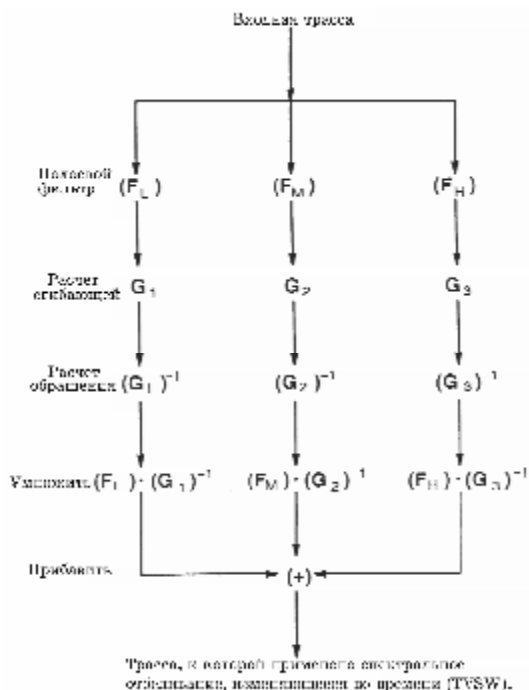 Входная трасса
Полосовой
фильтр (F_L) (F_M) (F_H)
Расчет
огибающей G_1 G_2 G_3
Расчет
обращения (G_1)^-1 (G_2)^-1 (G_3)^-1
Умножить (F_L)·(G_1)^-1 (F_M)·(G_2)^-1 (F_H)·(G_3)^-1
Прибавить (+)
Трасса, к которой применено спектральное
отбеливание, изменяющееся во времени (TVSW).